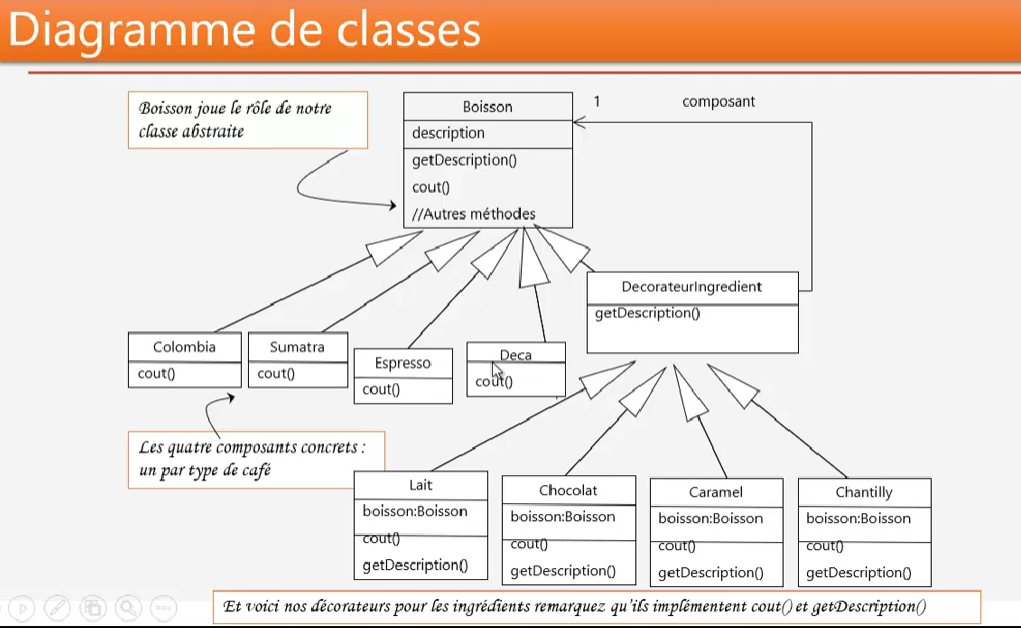 Diagramme de classes
Boisson joue le rôle de notre
classe abstraite
Boisson
description
getDescription()
cout()
//Autres méthodes
1
composant
DecorateurIngredient
getDescription()
Colombia
cout()
Sumatra
cout()
Espresso
cout()
Deca
cout()
Les quatre composants concrets :
un par type de café
Lait
boisson:Boisson
cout()
getDescription()
Chocolat
boisson:Boisson
cout()
getDescription()
Caramel
boisson:Boisson
cout()
getDescription()
Chantilly
boisson:Boisson
cout()
getDescription()
Et voici nos décorateurs pour les ingrédients remarquez qu'ils implémentent cout() et getDescription()